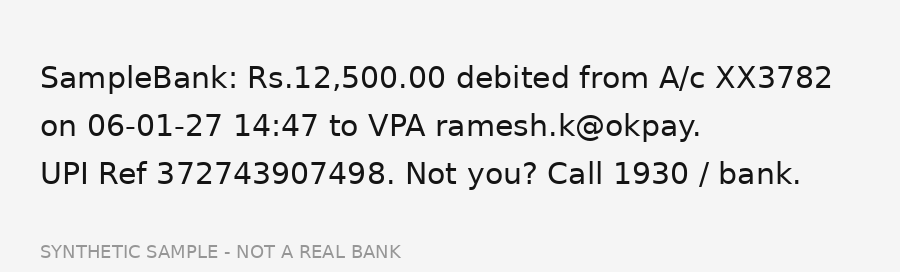 SampleBank: Rs.12,500.00 debited from A/c XX3782
on 06-01-27 14:47 to VPA ramesh.k@okpay.
UPI Ref 372743907498. Not you? Call 1930 / bank.
SYNTHETIC SAMPLE - NOT A REAL BANK